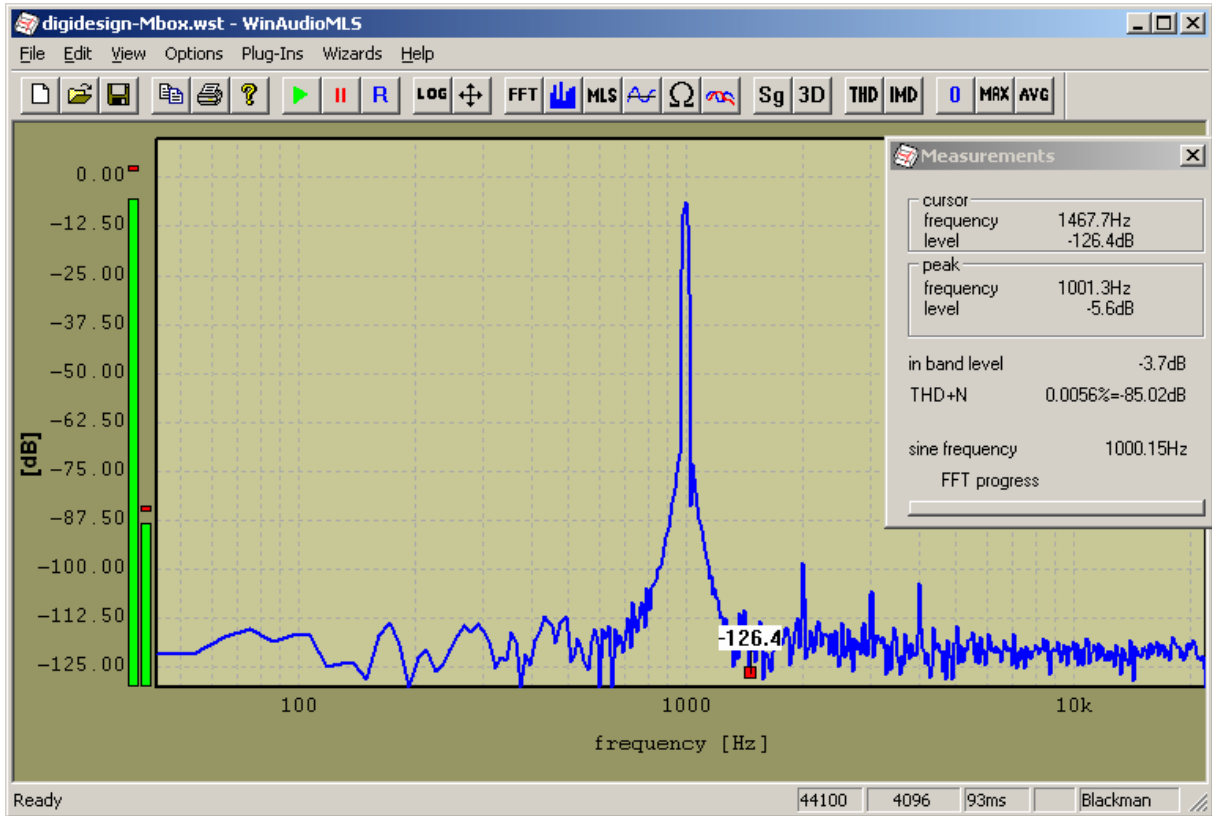 digidesign-Mbox.wst - WinAudioMLS
File Edit View Options Plug-Ins Wizards Help
R LOG FFT MLS Ω Sg 3D THD IMD 0 MAX AVG
0.00
-12.50
-25.00
-37.50
-50.00
-62.50
-75.00
-87.50
-100.00
-112.50
-125.00
[dB]
-126.4
100 1000 10k
frequency [Hz]
Measurements
cursor
frequency 1467.7Hz
level -126.4dB
peak
frequency 1001.3Hz
level -5.6dB
in band level -3.7dB
THD+N 0.0056%=-85.02dB
sine frequency 1000.15Hz
FFT progress
Ready 44100 4096 93ms Blackman